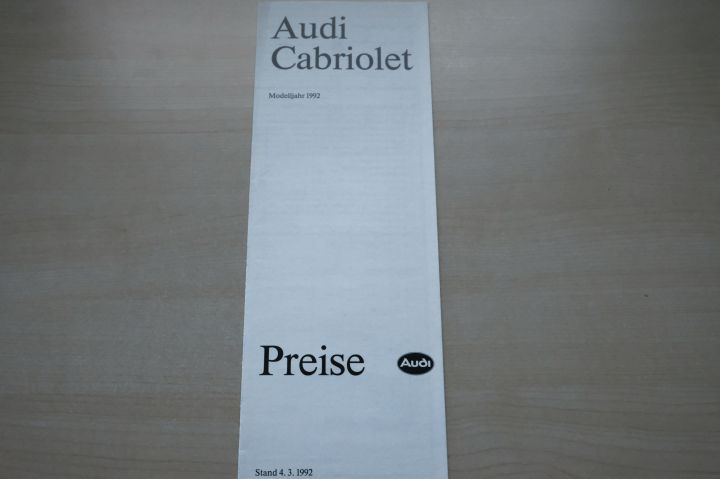 Audi
Cabriolet
Modelljahr 1992
Preise
Audi
Stand 4. 3. 1992